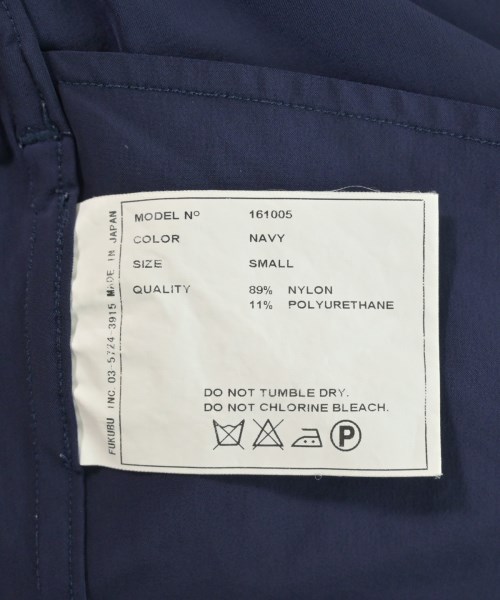 MODEL Nº 161005
COLOR NAVY
SIZE SMALL
QUALITY 89% NYLON
11% POLYURETHANE
DO NOT TUMBLE DRY.
DO NOT CHLORINE BLEACH.
P
FUKURU INC 03-5724-3915 MADE IN JAPAN